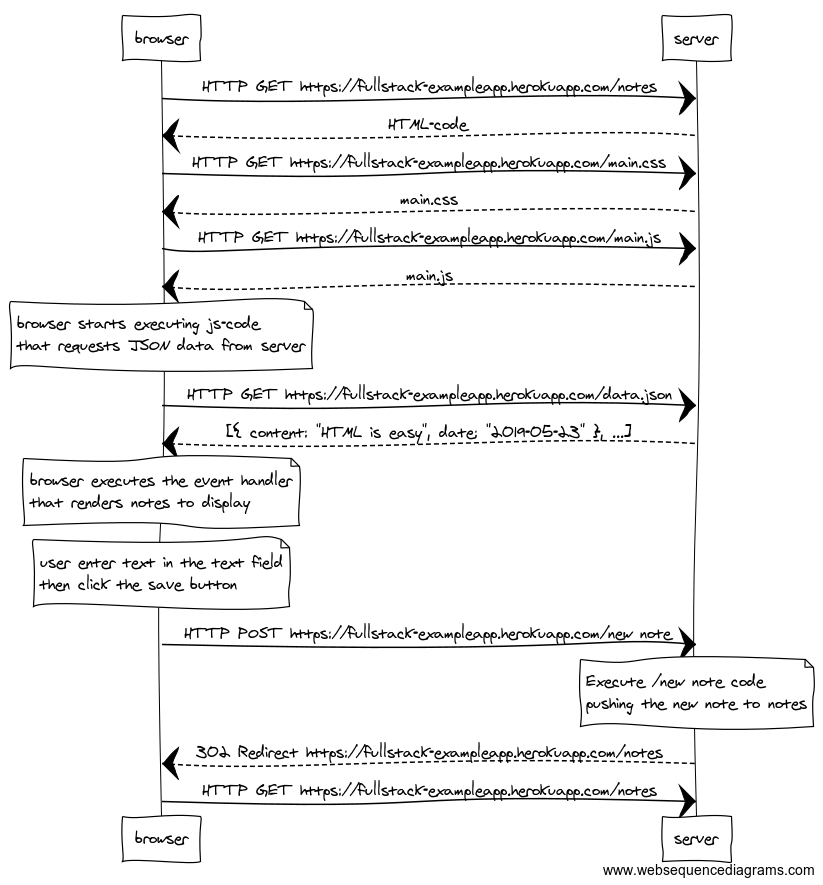 browser server
HTTP GET https://fullstack-exampleapp.herokuapp.com/notes
HTML-code
HTTP GET https://fullstack-exampleapp.herokuapp.com/main.css
main.css
HTTP GET https://fullstack-exampleapp.herokuapp.com/main.js
main.js
browser starts executing js-code
that requests JSON data from server
HTTP GET https://fullstack-exampleapp.herokuapp.com/data.json
[{ content: "HTML is easy", date: "2019-05-23" }, ...]
browser executes the event handler
that renders notes to display
user enter text in the text field
then click the save button
HTTP POST https://fullstack-exampleapp.herokuapp.com/new note
Execute /new note code
pushing the new note to notes
302 Redirect https://fullstack-exampleapp.herokuapp.com/notes
HTTP GET https://fullstack-exampleapp.herokuapp.com/notes
browser server
www.websequencediagrams.com